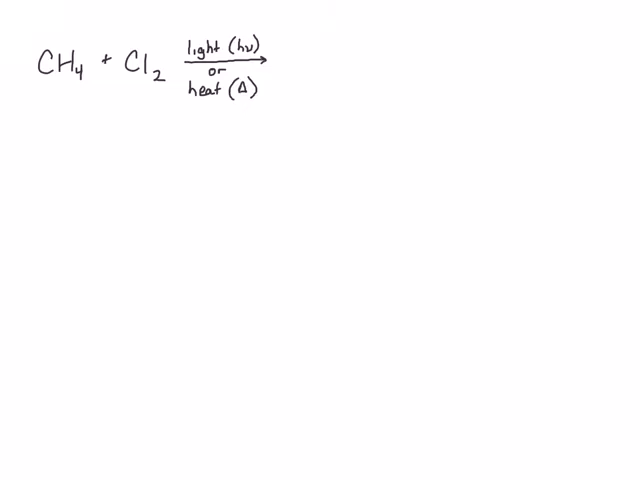 CH₄ + Cl₂ light (hν) →
or
heat (Δ)